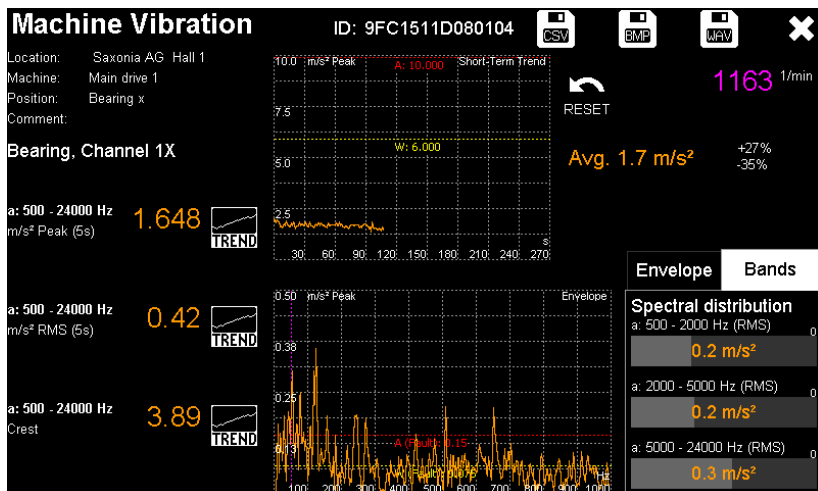 Machine Vibration
ID: 9FC1511D080104
CSV
BMP
WAV
Location: Saxonia AG Hall 1
Machine: Main drive 1
Position: Bearing x
Comment:
Bearing, Channel 1X
10.0 m/s² Peak A: 10.000 Short-Term Trend
7.5
W: 6.000
5.0
2.5
s
30 60 90 120 150 180 210 240 270
RESET
1163 1/min
Avg. 1.7 m/s²
+27%
-35%
a: 500 - 24000 Hz
m/s² Peak (5s)
1.648
TREND
a: 500 - 24000 Hz
m/s² RMS (5s)
0.42
TREND
a: 500 - 24000 Hz
Crest
3.89
TREND
0.50 m/s² Peak Envelope
0.38
0.25
A (Fault): 0.15
0.13
100 200 300 400 500 600 700 800 900 1000
Envelope Bands
Spectral distribution
a: 500 - 2000 Hz (RMS) 0
0.2 m/s²
a: 2000 - 5000 Hz (RMS) 0
0.2 m/s²
a: 5000 - 24000 Hz (RMS) 0
0.3 m/s²